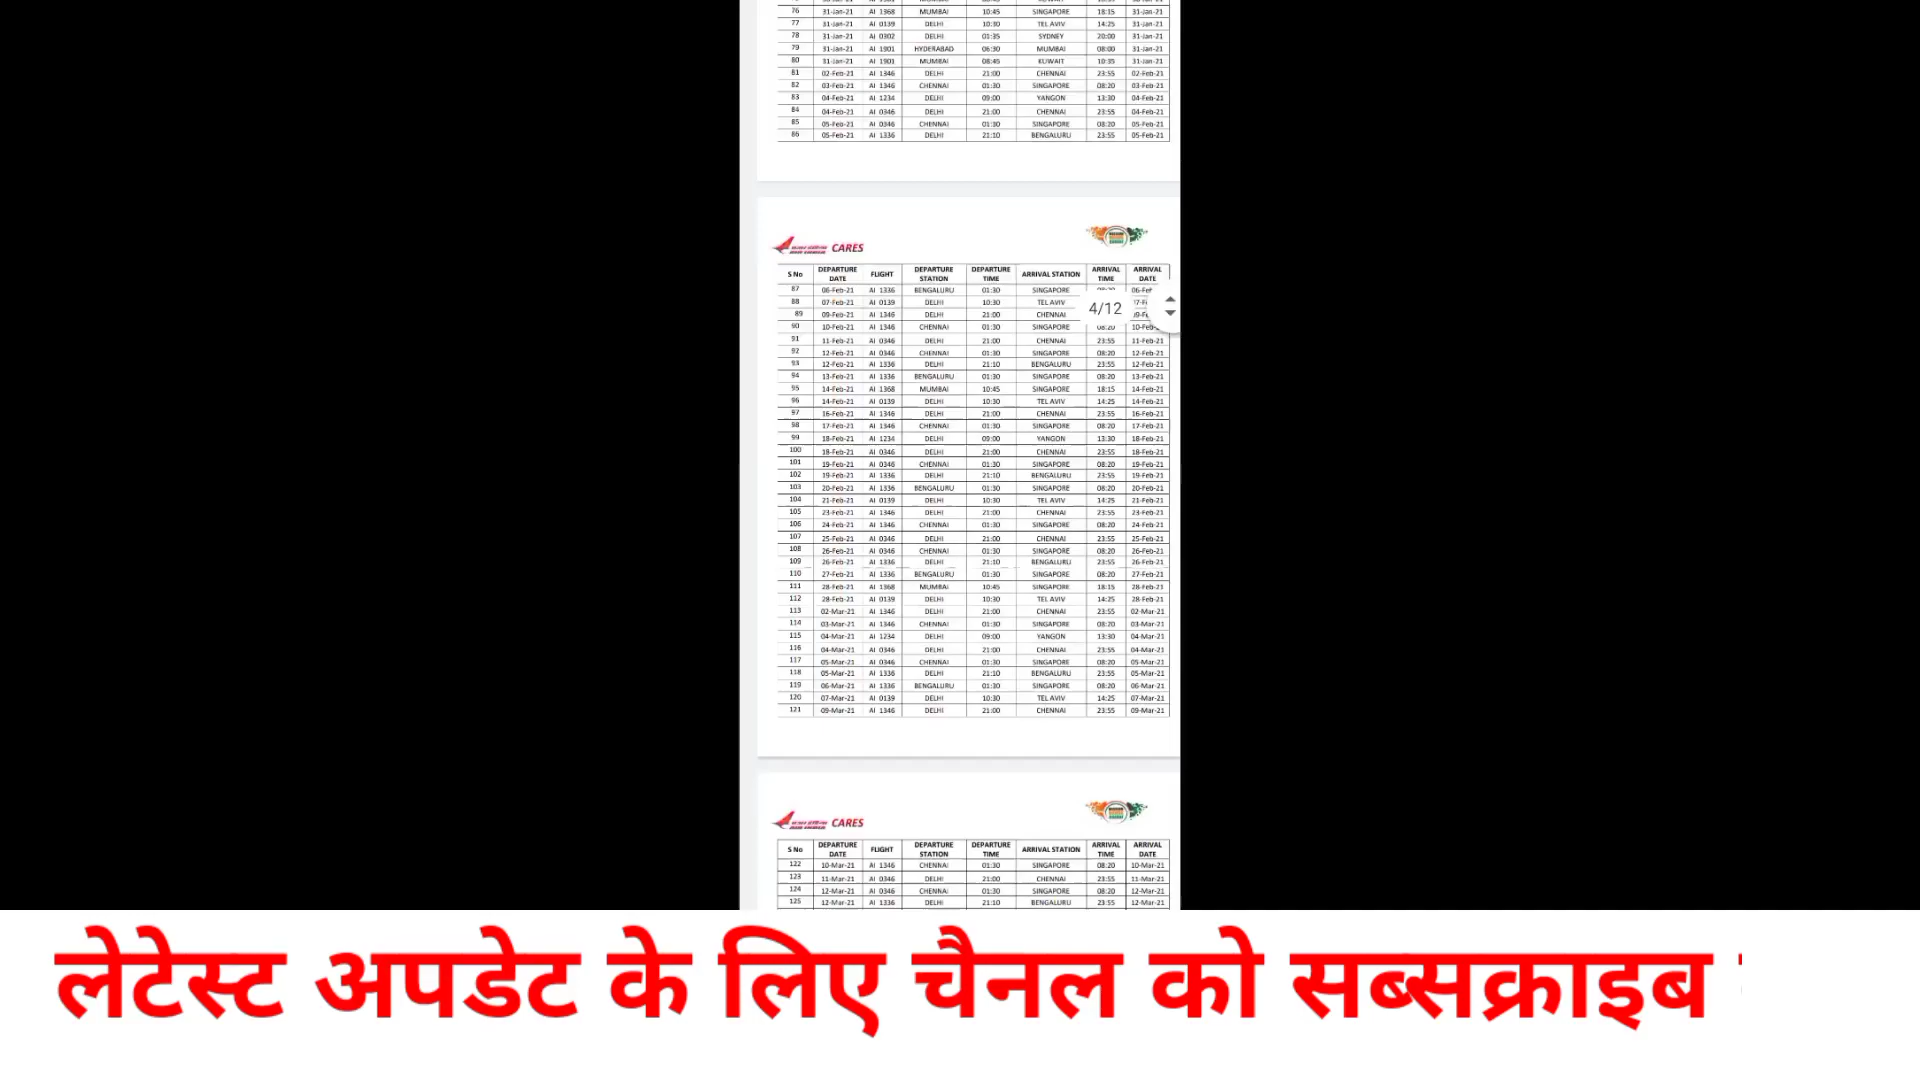 76 31-Jan-21 AI 1368 MUMBAI 10:45 SINGAPORE 18:15 31-Jan-21
77 31-Jan-21 AI 0139 DELHI 10:30 TEL AVIV 14:25 31-Jan-21
78 31-Jan-21 AI 0302 DELHI 01:35 SYDNEY 20:00 31-Jan-21
79 31-Jan-21 AI 1901 HYDERABAD 06:30 MUMBAI 08:00 31-Jan-21
80 31-Jan-21 AI 1901 MUMBAI 08:45 KUWAIT 10:35 31-Jan-21
81 02-Feb-21 AI 1346 DELHI 21:00 CHENNAI 23:55 02-Feb-21
82 03-Feb-21 AI 1346 CHENNAI 01:30 SINGAPORE 08:20 03-Feb-21
83 04-Feb-21 AI 1234 DELHI 09:00 YANGON 13:30 04-Feb-21
84 04-Feb-21 AI 0346 DELHI 21:00 CHENNAI 23:55 04-Feb-21
85 05-Feb-21 AI 0346 CHENNAI 01:30 SINGAPORE 08:20 05-Feb-21
86 05-Feb-21 AI 1336 DELHI 21:10 BENGALURU 23:55 05-Feb-21
CARES
S No DEPARTURE DATE FLIGHT DEPARTURE STATION DEPARTURE TIME ARRIVAL STATION ARRIVAL TIME ARRIVAL DATE
87 06-Feb-21 AI 1336 BENGALURU 01:30 SINGAPORE
88 07-Feb-21 AI 0139 DELHI 10:30 TEL AVIV
4/12
89 09-Feb-21 AI 1346 DELHI 21:00 CHENNAI
90 10-Feb-21 AI 1346 CHENNAI 01:30 SINGAPORE 08:20 10-Feb-
91 11-Feb-21 AI 0346 DELHI 21:00 CHENNAI 23:55 11-Feb-21
92 12-Feb-21 AI 0346 CHENNAI 01:30 SINGAPORE 08:20 12-Feb-21
93 12-Feb-21 AI 1336 DELHI 21:10 BENGALURU 23:55 12-Feb-21
94 13-Feb-21 AI 1336 BENGALURU 01:30 SINGAPORE 08:20 13-Feb-21
95 14-Feb-21 AI 1368 MUMBAI 10:45 SINGAPORE 18:15 14-Feb-21
96 14-Feb-21 AI 0139 DELHI 10:30 TEL AVIV 14:25 14-Feb-21
97 16-Feb-21 AI 1346 DELHI 21:00 CHENNAI 23:55 16-Feb-21
98 17-Feb-21 AI 1346 CHENNAI 01:30 SINGAPORE 08:20 17-Feb-21
99 18-Feb-21 AI 1234 DELHI 09:00 YANGON 13:30 18-Feb-21
100 18-Feb-21 AI 0346 DELHI 21:00 CHENNAI 23:55 18-Feb-21
101 19-Feb-21 AI 0346 CHENNAI 01:30 SINGAPORE 08:20 19-Feb-21
102 19-Feb-21 AI 1336 DELHI 21:10 BENGALURU 23:55 19-Feb-21
103 20-Feb-21 AI 1336 BENGALURU 01:30 SINGAPORE 08:20 20-Feb-21
104 21-Feb-21 AI 0139 DELHI 10:30 TEL AVIV 14:25 21-Feb-21
105 23-Feb-21 AI 1346 DELHI 21:00 CHENNAI 23:55 23-Feb-21
106 24-Feb-21 AI 1346 CHENNAI 01:30 SINGAPORE 08:20 24-Feb-21
107 25-Feb-21 AI 0346 DELHI 21:00 CHENNAI 23:55 25-Feb-21
108 26-Feb-21 AI 0346 CHENNAI 01:30 SINGAPORE 08:20 26-Feb-21
109 26-Feb-21 AI 1336 DELHI 21:10 BENGALURU 23:55 26-Feb-21
110 27-Feb-21 AI 1336 BENGALURU 01:30 SINGAPORE 08:20 27-Feb-21
111 28-Feb-21 AI 1368 MUMBAI 10:45 SINGAPORE 18:15 28-Feb-21
112 28-Feb-21 AI 0139 DELHI 10:30 TEL AVIV 14:25 28-Feb-21
113 02-Mar-21 AI 1346 DELHI 21:00 CHENNAI 23:55 02-Mar-21
114 03-Mar-21 AI 1346 CHENNAI 01:30 SINGAPORE 08:20 03-Mar-21
115 04-Mar-21 AI 1234 DELHI 09:00 YANGON 13:30 04-Mar-21
116 04-Mar-21 AI 0346 DELHI 21:00 CHENNAI 23:55 04-Mar-21
117 05-Mar-21 AI 0346 CHENNAI 01:30 SINGAPORE 08:20 05-Mar-21
118 05-Mar-21 AI 1336 DELHI 21:10 BENGALURU 23:55 05-Mar-21
119 06-Mar-21 AI 1336 BENGALURU 01:30 SINGAPORE 08:20 06-Mar-21
120 07-Mar-21 AI 0139 DELHI 10:30 TEL AVIV 14:25 07-Mar-21
121 09-Mar-21 AI 1346 DELHI 21:00 CHENNAI 23:55 09-Mar-21
CARES
S No DEPARTURE DATE FLIGHT DEPARTURE STATION DEPARTURE TIME ARRIVAL STATION ARRIVAL TIME ARRIVAL DATE
122 10-Mar-21 AI 1346 CHENNAI 01:30 SINGAPORE 08:20 10-Mar-21
123 11-Mar-21 AI 0346 DELHI 21:00 CHENNAI 23:55 11-Mar-21
124 12-Mar-21 AI 0346 CHENNAI 01:30 SINGAPORE 08:20 12-Mar-21
125 12-Mar-21 AI 1336 DELHI 21:10 BENGALURU 23:55 12-Mar-21
लेटेस्ट अपडेट के लिए चैनल को सब्सक्राइब